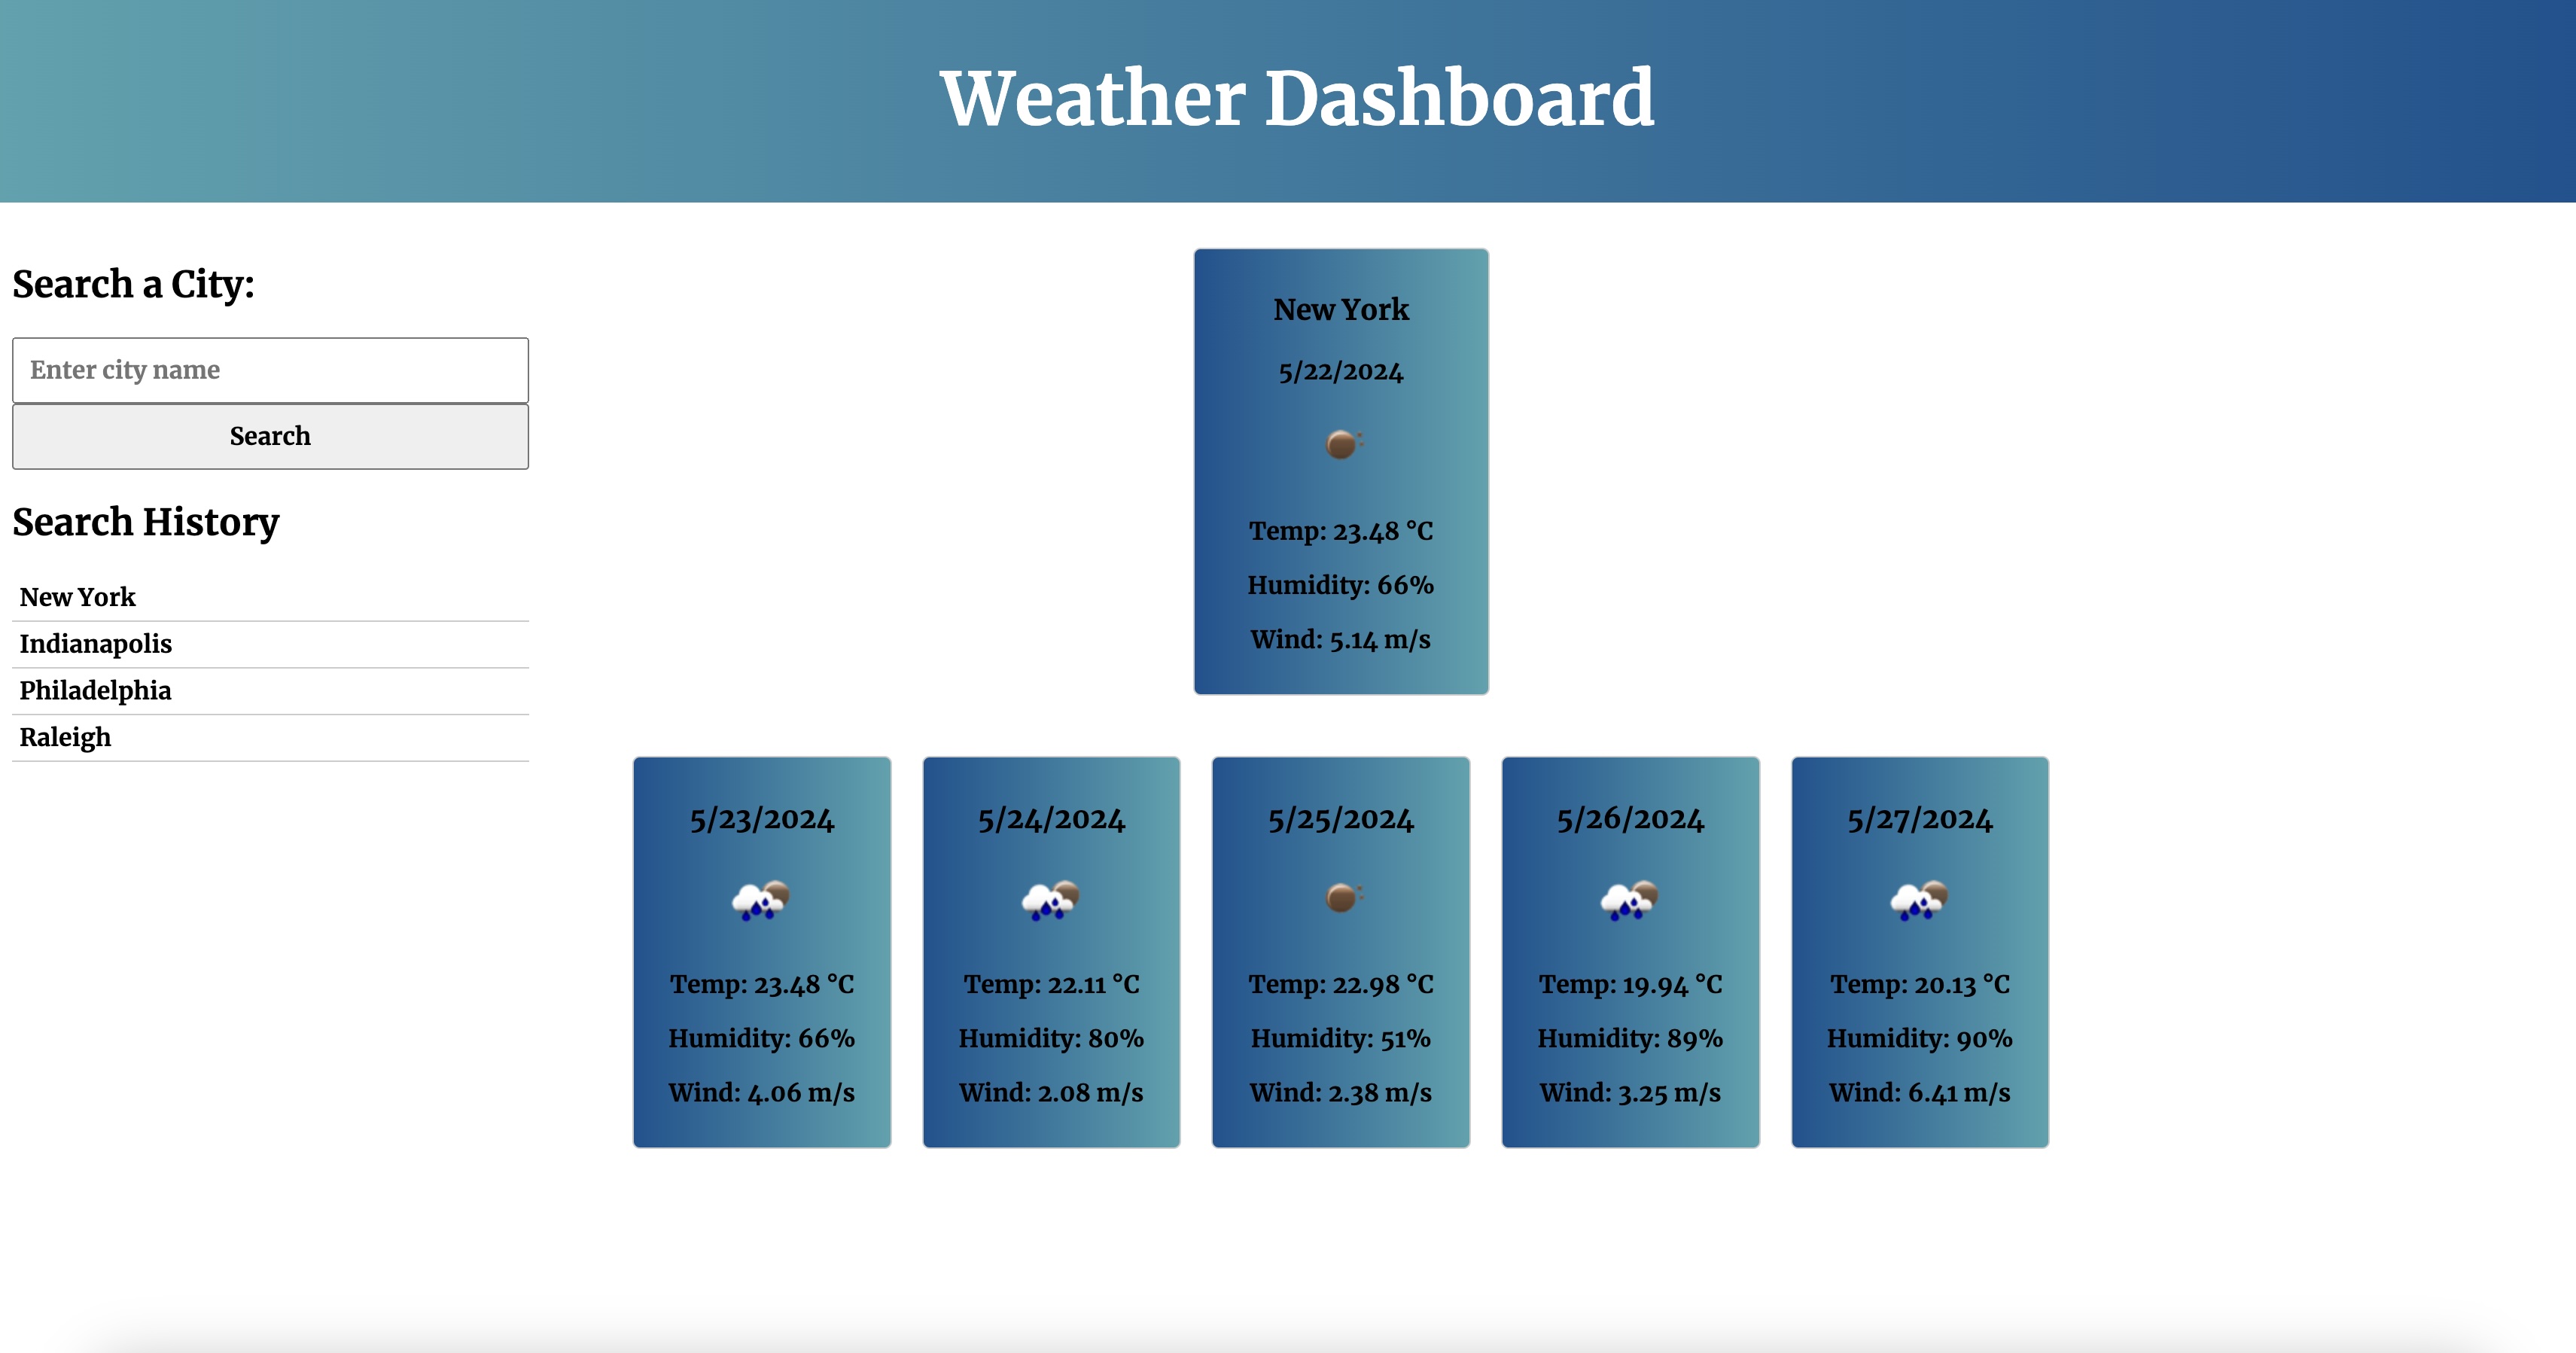 Weather Dashboard
Search a City:
Enter city name
Search
Search History
New York
Indianapolis
Philadelphia
Raleigh
New York
5/22/2024
Temp: 23.48 °C
Humidity: 66%
Wind: 5.14 m/s
5/23/2024
Temp: 23.48 °C
Humidity: 66%
Wind: 4.06 m/s
5/24/2024
Temp: 22.11 °C
Humidity: 80%
Wind: 2.08 m/s
5/25/2024
Temp: 22.98 °C
Humidity: 51%
Wind: 2.38 m/s
5/26/2024
Temp: 19.94 °C
Humidity: 89%
Wind: 3.25 m/s
5/27/2024
Temp: 20.13 °C
Humidity: 90%
Wind: 6.41 m/s